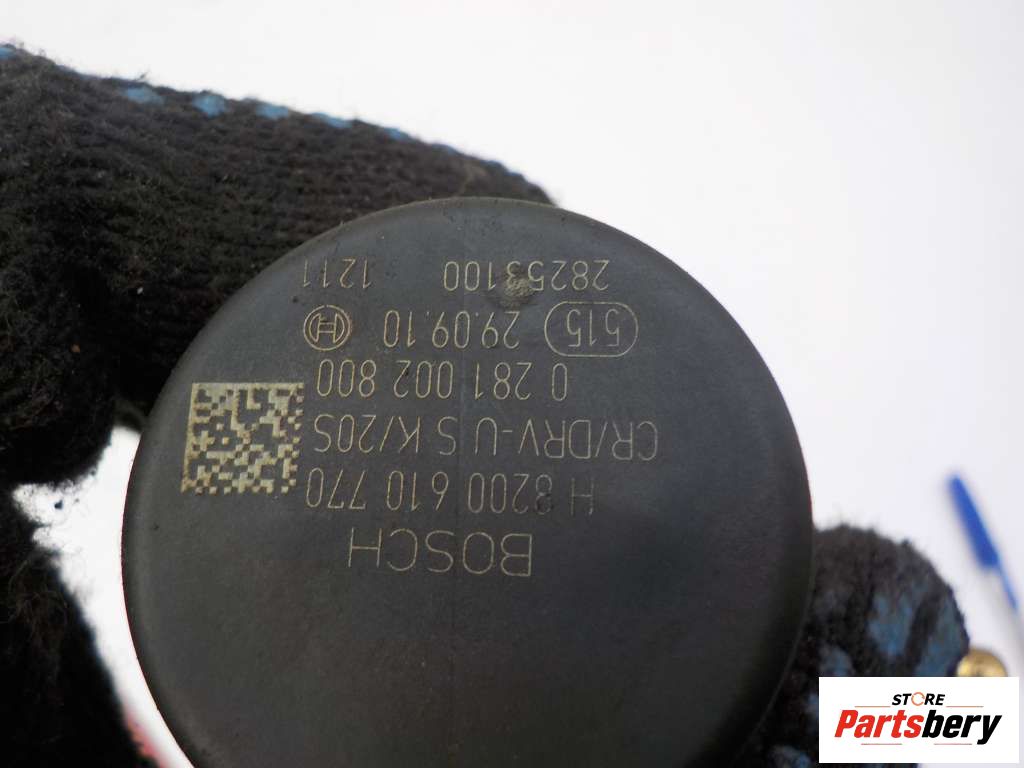 BOSCH
H 8200 610 770
CR/DRV-U S K/20S
0 281 002 800
515 29.09.10
28253100 1211
STORE
Partsbery